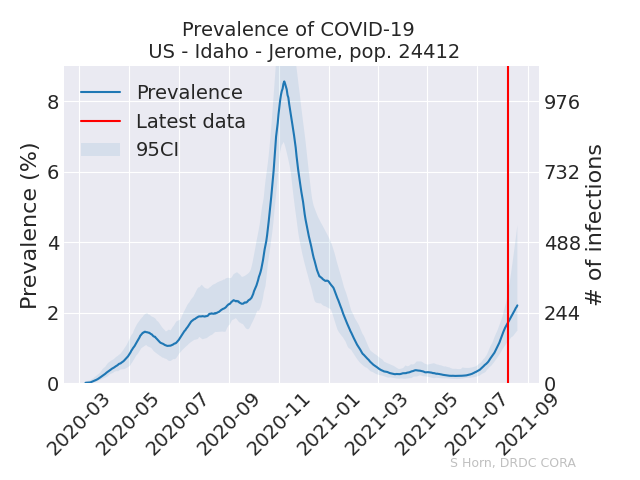 Prevalence of COVID-19
US - Idaho - Jerome, pop. 24412
Prevalence
Latest data
95CI
Prevalence (%)
8
6
4
2
0
976
732
488
244
0
# of infections
2020-03
2020-05
2020-07
2020-09
2020-11
2021-01
2021-03
2021-05
2021-07
2021-09
S Horn, DRDC CORA